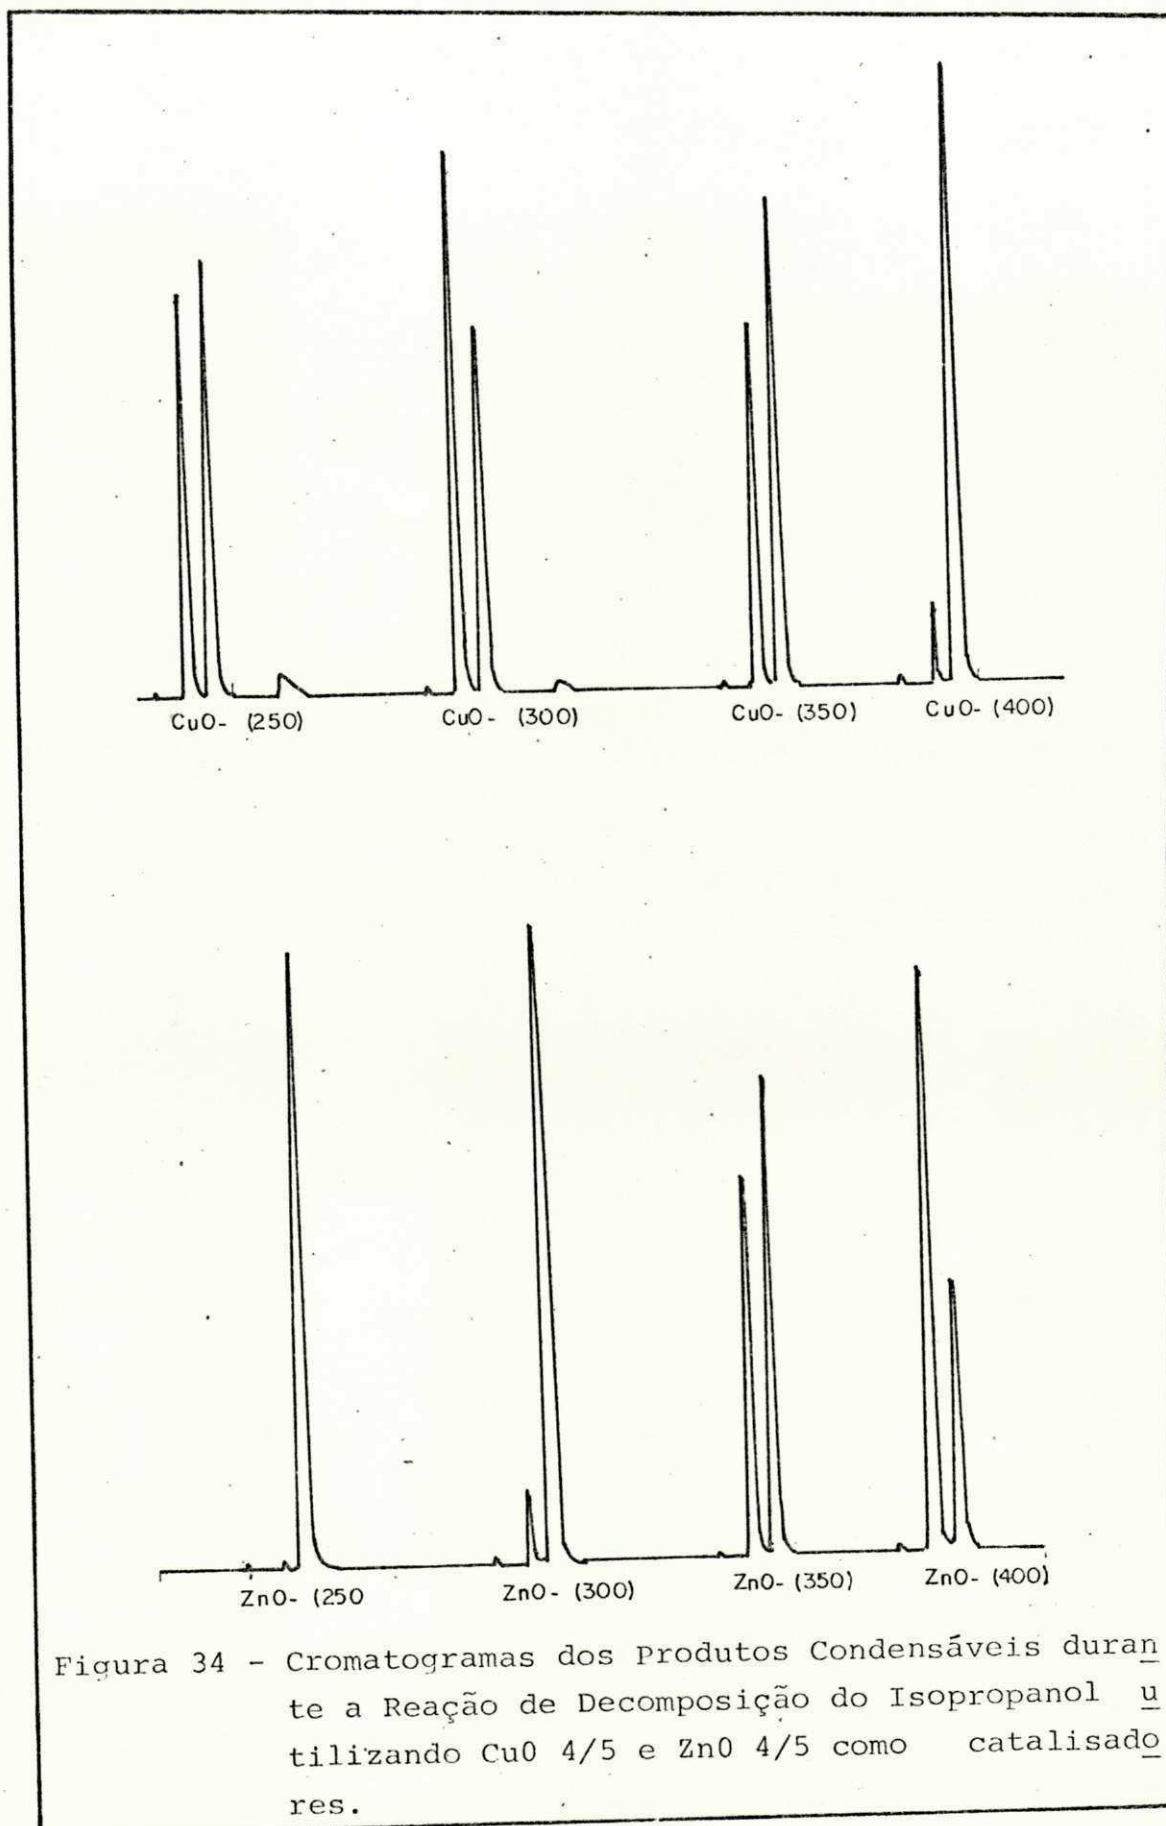 CuO- (250)
CuO- (300)
CuO- (350)
CuO- (400)
ZnO- (250
ZnO- (300)
ZnO- (350)
ZnO- (400)
Figura 34 - Cromatogramas dos Produtos Condensáveis duran
te a Reação de Decomposição do Isopropanol u
tilizando CuO 4/5 e ZnO 4/5 como catalisado
res.